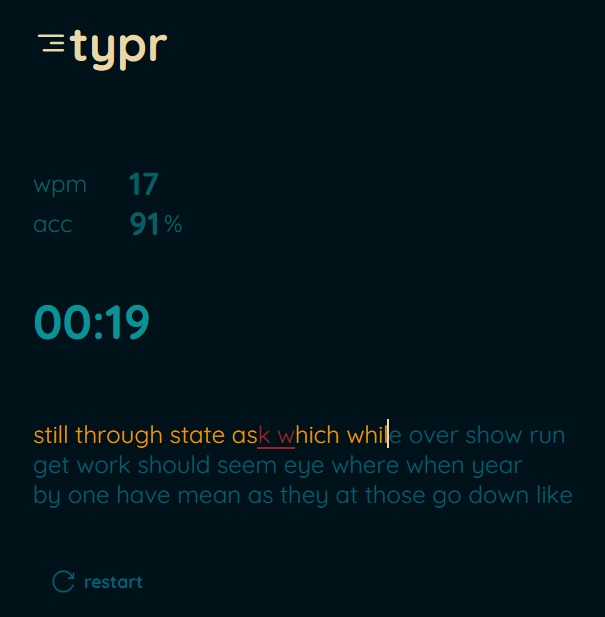 typr
wpm 17
acc 91%
00:19
still through state ask which while over show run
get work should seem eye where when year
by one have mean as they at those go down like
restart